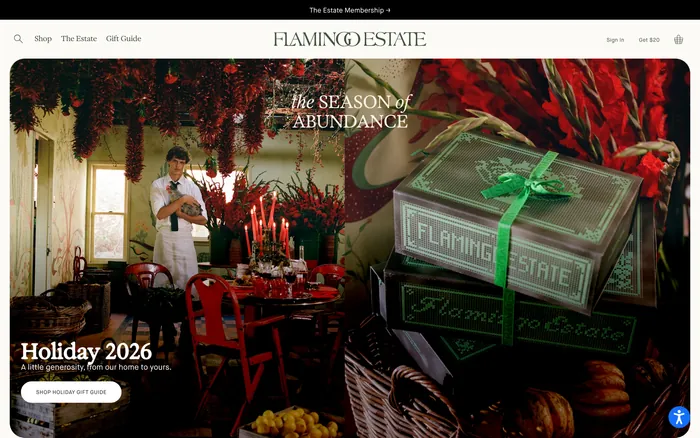 The Estate Membership →
Shop
The Estate
Gift Guide
FLAMINGO ESTATE
Sign In
Get $20
the SEASON of
ABUNDANCE
FLAMINGO ESTATE
Flamingo Estate
Holiday 2026
A little generosity, from our home to yours.
SHOP HOLIDAY GIFT GUIDE